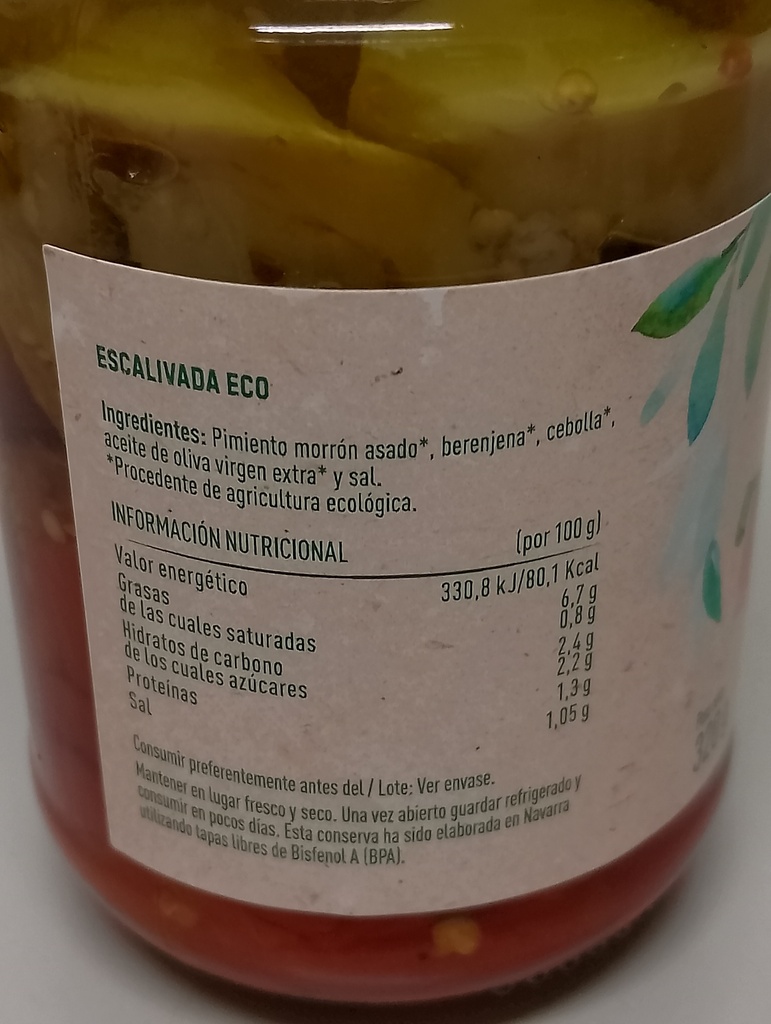 ESCALIVADA ECO
Ingredientes: Pimiento morrón asado*, berenjena*, cebolla*,
aceite de oliva virgen extra* y sal.
*Procedente de agricultura ecológica.
INFORMACIÓN NUTRICIONAL (por 100 g)
Valor energético 330,8 kJ/80,1 Kcal
Grasas 6,7 g
de las cuales saturadas 0,8 g
Hidratos de carbono 2,4 g
de los cuales azúcares 2,2 g
Proteínas 1,3 g
Sal 1,05 g
Consumir preferentemente antes del / Lote: Ver envase.
Mantener en lugar fresco y seco. Una vez abierto guardar refrigerado y
consumir en pocos días. Esta conserva ha sido elaborada en Navarra
utilizando tapas libres de Bisfenol A (BPA).